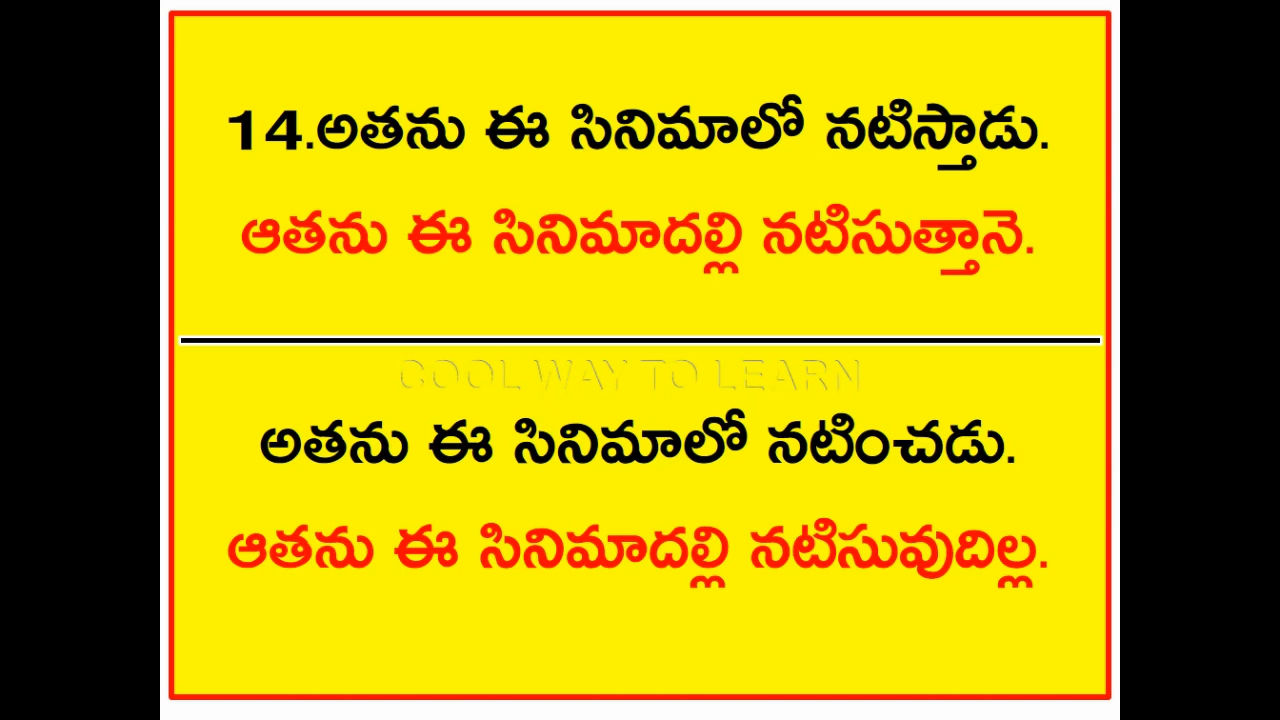 14.అతను ఈ సినిమాలో నటిస్తాడు.
ఆతను ఈ సినిమాదల్లి నటిసుత్తానె.
COOL WAY TO LEARN
అతను ఈ సినిమాలో నటించడు.
ఆతను ఈ సినిమాదల్లి నటిసువుదిల్ల.